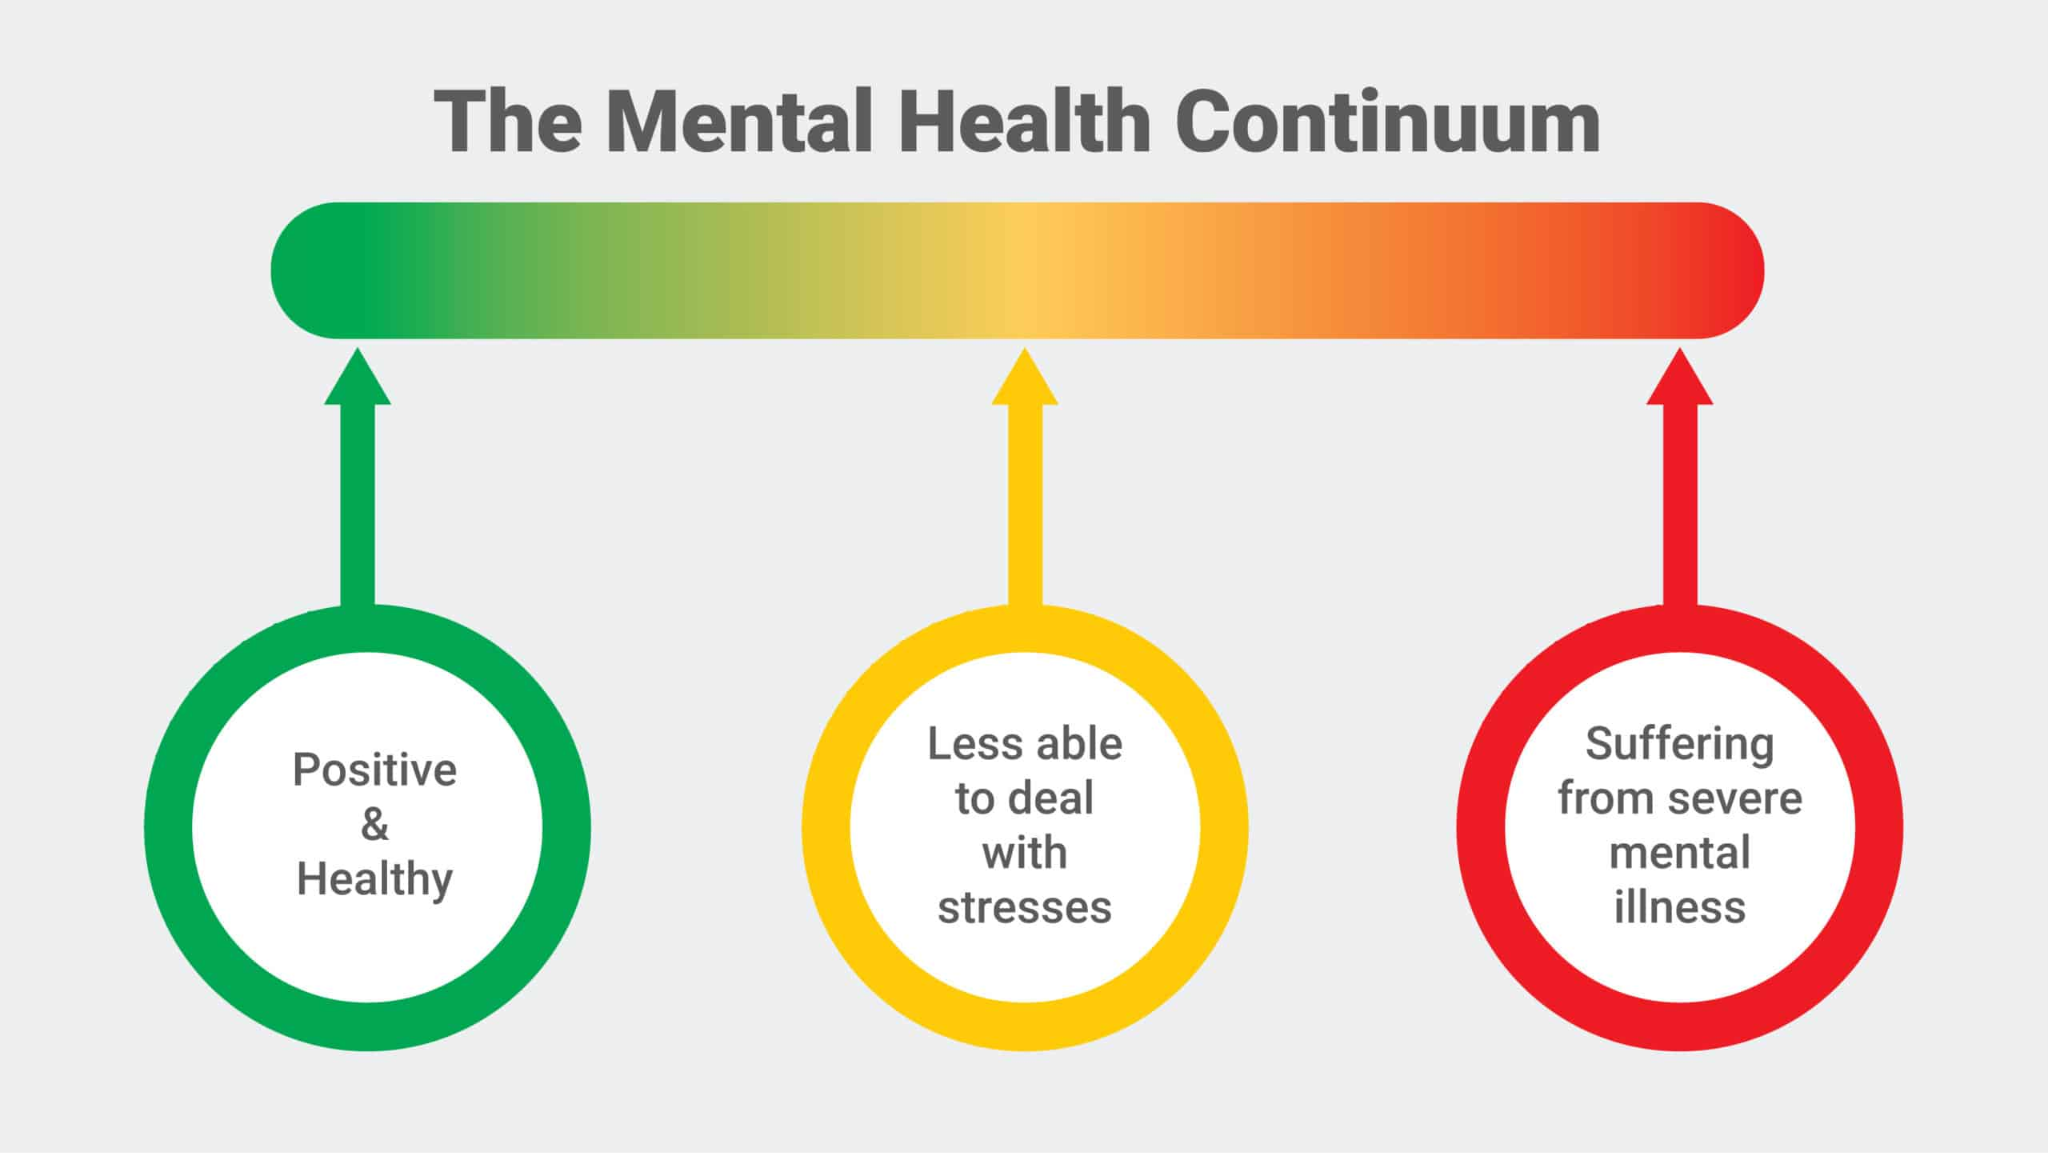 The Mental Health Continuum
Positive
&
Healthy
Less able
to deal
with
stresses
Suffering
from severe
mental
illness